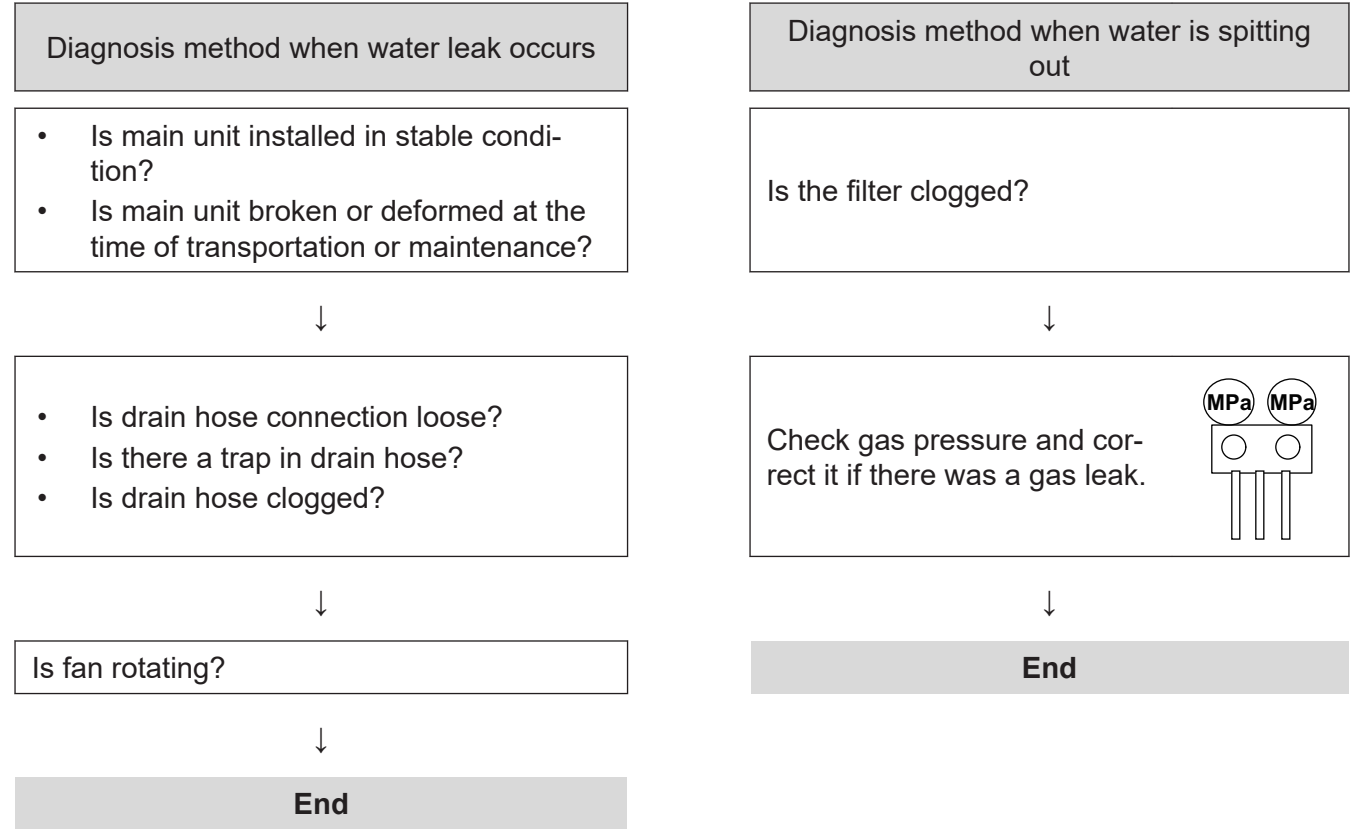 Diagnosis method when water leak occurs
• Is main unit installed in stable condi-
tion?
• Is main unit broken or deformed at the
time of transportation or maintenance?
↓
• Is drain hose connection loose?
• Is there a trap in drain hose?
• Is drain hose clogged?
↓
Is fan rotating?
↓
End
Diagnosis method when water is spitting
out
Is the filter clogged?
↓
Check gas pressure and cor-
rect it if there was a gas leak.
MPa MPa
↓
End